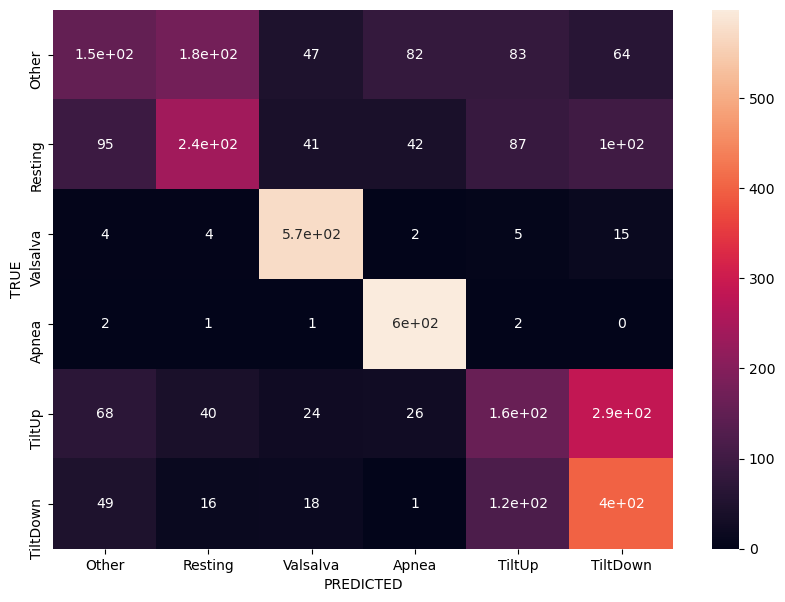 Other 1.5e+02 1.8e+02 47 82 83 64
Resting 95 2.4e+02 41 42 87 1e+02
Valsalva 4 4 5.7e+02 2 5 15
Apnea 2 1 1 6e+02 2 0
TiltUp 68 40 24 26 1.6e+02 2.9e+02
TiltDown 49 16 18 1 1.2e+02 4e+02
TRUE
Other Resting Valsalva Apnea TiltUp TiltDown
PREDICTED
500
400
300
200
100
0